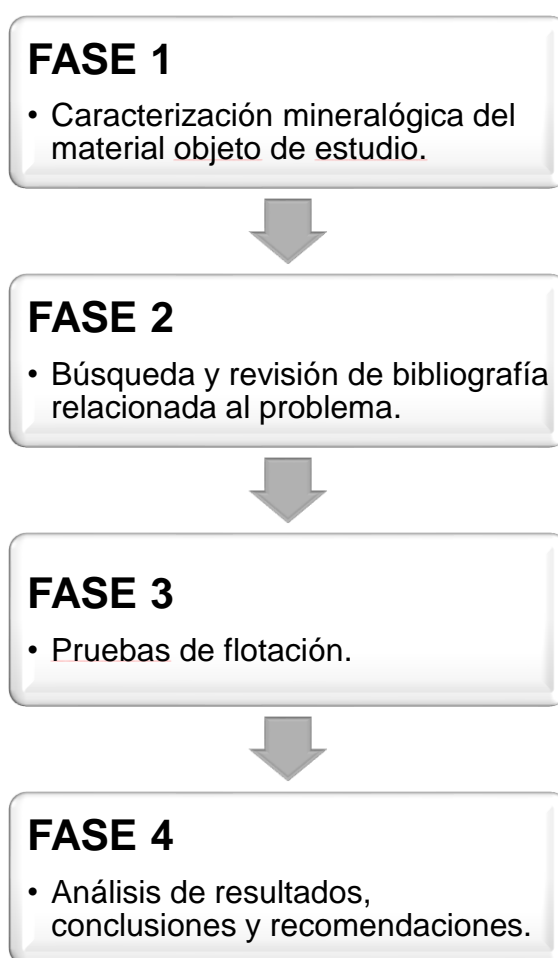 FASE 1
• Caracterización mineralógica del
material objeto de estudio.
FASE 2
• Búsqueda y revisión de bibliografía
relacionada al problema.
FASE 3
• Pruebas de flotación.
FASE 4
• Análisis de resultados,
conclusiones y recomendaciones.